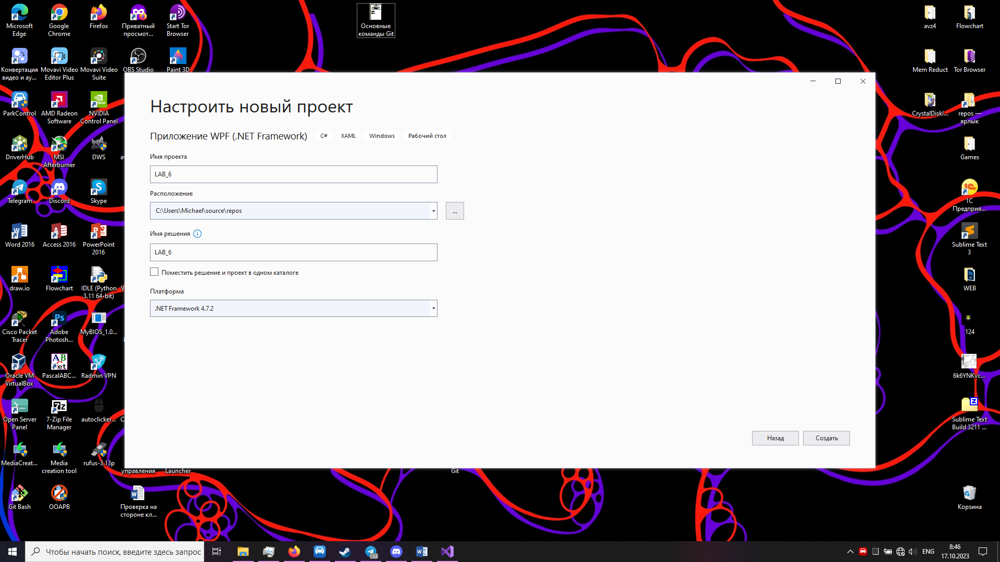 Microsoft
Edge
Google
Chrome
Firefox
Приватный
просмот...
Start Tor
Browser
Основные
команды Git
avz4
Flowchart
Конвертация
видео и ау...
Movavi Video
Editor Plus
Movavi Video
Suite
OBS Studio
Paint 3D
Mem Reduct
Tor Browser
ParkControl
AMD Radeon
Software
NVIDIA
Control Panel
CrystalDiskI...
repos —
ярлык
DriverHub
MSI
Afterburner
DWS
Games
Telegram
Discord
Skype
1С
Предприя...
Word 2016
Access 2016
PowerPoint
2016
Sublime Text
3
draw.io
Flowchart
IDLE (Python
3.11 64-bit)
WEB
Cisco Packet
Tracer
Adobe
Photosh...
MyBIOS_1.0...
124
Oracle VM
VirtualBox
PascalABC...
Radmin VPN
6k6YNKvc...
Open Server
Panel
7-Zip File
Manager
autoclicker...
Sublime Text
Build 3211 ...
MediaCreat...
Media
creation tool
rufus-3.13p
управления
Launcher
Git
Git Bash
OOAPB
Проверка на
стороне кл...
Корзина
Настроить новый проект
Приложение WPF (.NET Framework) C# XAML Windows Рабочий стол
Имя проекта
LAB_6
Расположение
C:\Users\Michael\source\repos
...
Имя решения
LAB_6
Поместить решение и проект в одном каталоге
Платформа
.NET Framework 4.7.2
Назад Создать
Чтобы начать поиск, введите здесь запрос
133
ENG
8:46
17.10.2023